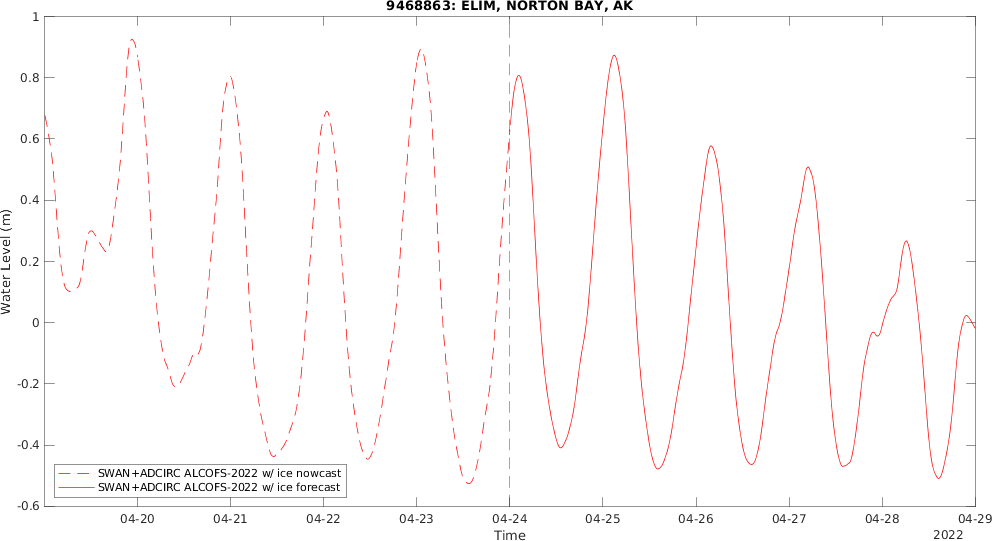 9468863: ELIM, NORTON BAY, AK
Water Level (m)
1
0.8
0.6
0.4
0.2
0
-0.2
-0.4
-0.6
SWAN+ADCIRC ALCOFS-2022 w/ ice nowcast
SWAN+ADCIRC ALCOFS-2022 w/ ice forecast
04-20 04-21 04-22 04-23 04-24 04-25 04-26 04-27 04-28 04-29
Time
2022